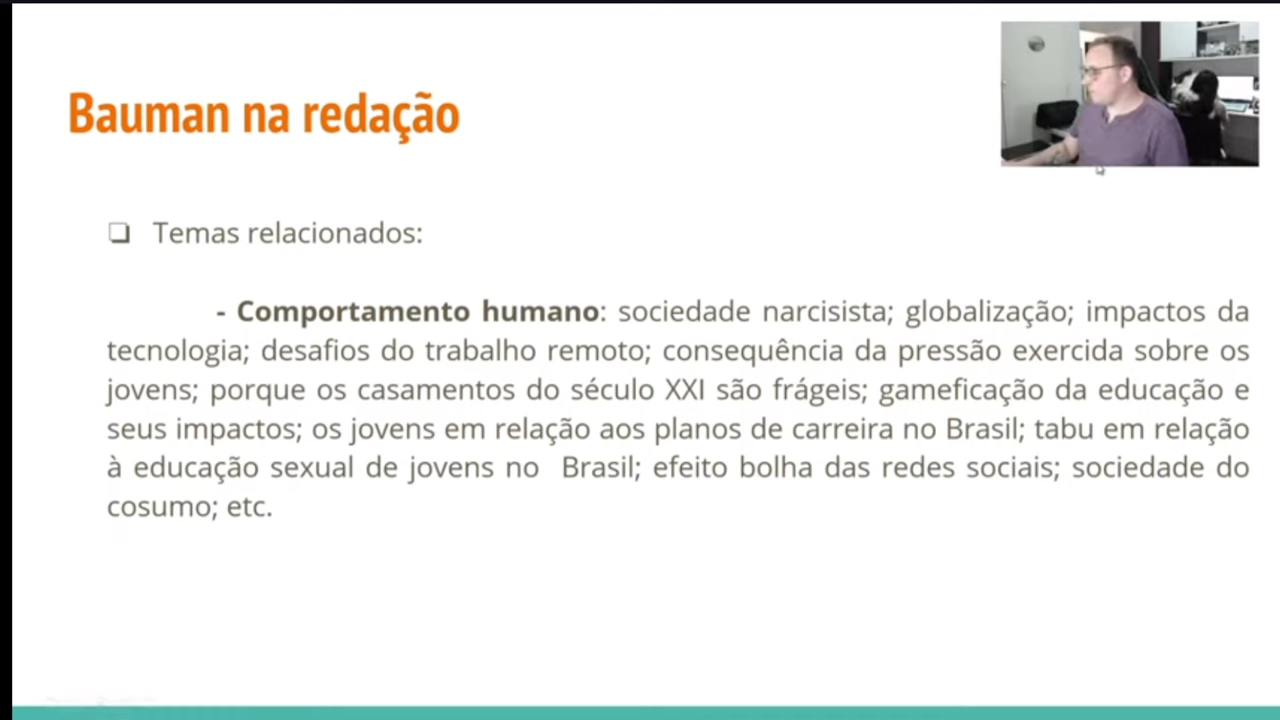 Bauman na redação
❏ Temas relacionados:
- Comportamento humano: sociedade narcisista; globalização; impactos da
tecnologia; desafios do trabalho remoto; consequência da pressão exercida sobre os
jovens; porque os casamentos do século XXI são frágeis; gameficação da educação e
seus impactos; os jovens em relação aos planos de carreira no Brasil; tabu em relação
à educação sexual de jovens no Brasil; efeito bolha das redes sociais; sociedade do
cosumo; etc.